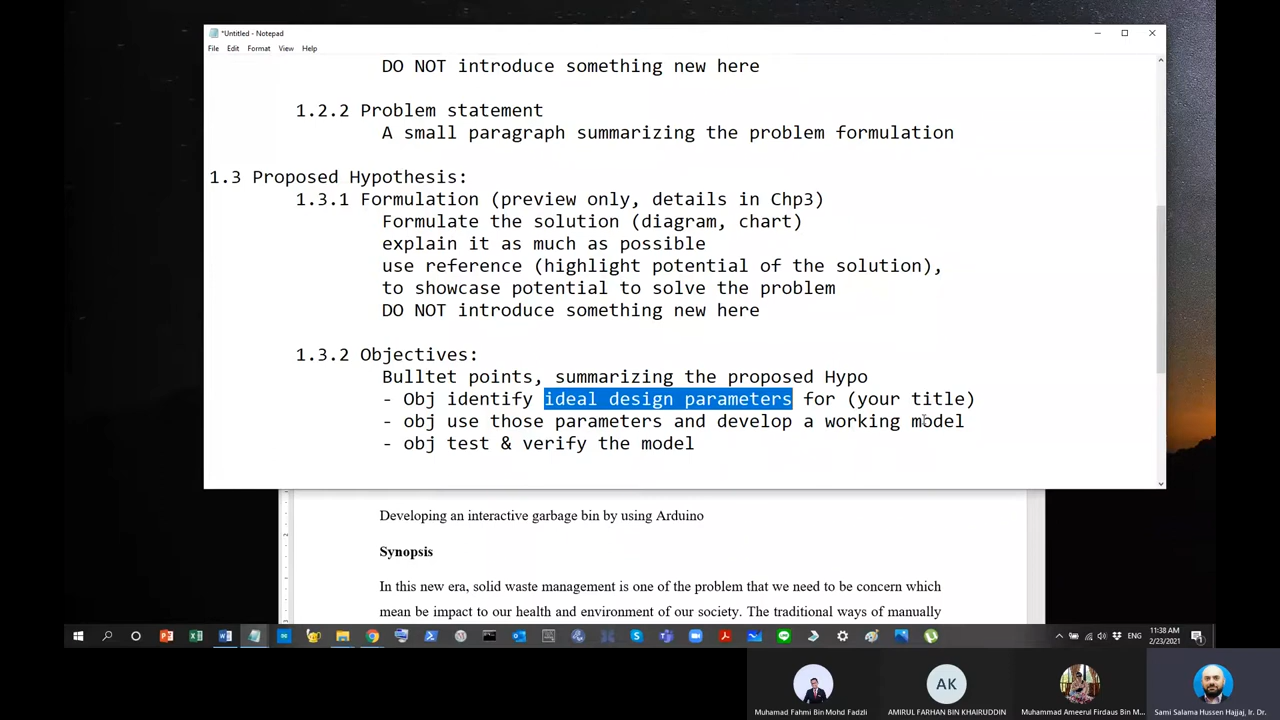 *Untitled - Notepad
File Edit Format View Help
DO NOT introduce something new here
1.2.2 Problem statement
A small paragraph summarizing the problem formulation
1.3 Proposed Hypothesis:
1.3.1 Formulation (preview only, details in Chp3)
Formulate the solution (diagram, chart)
explain it as much as possible
use reference (highlight potential of the solution),
to showcase potential to solve the problem
DO NOT introduce something new here
1.3.2 Objectives:
Bulltet points, summarizing the proposed Hypo
- Obj identify ideal design parameters for (your title)
- obj use those parameters and develop a working model
- obj test & verify the model
Developing an interactive garbage bin by using Arduino
Synopsis
In this new era, solid waste management is one of the problem that we need to be concern which
mean be impact to our health and environment of our society. The traditional ways of manually
ENG
11:38 AM
2/23/2021
AK
Muhamad Fahmi Bin Mohd Fadzli
AMIRUL FARHAN BIN KHAIRUDDIN
Muhammad Ameerul Firdaus Bin M...
Sami Salama Hussen Hajjaj, Ir. Dr.